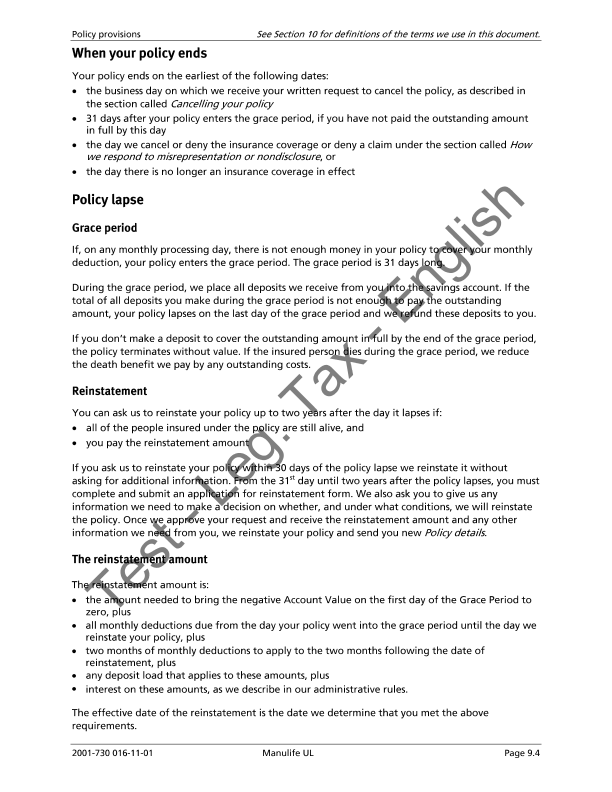 Policy provisions See Section 10 for definitions of the terms we use in this document.
When your policy ends
Your policy ends on the earliest of the following dates:
• the business day on which we receive your written request to cancel the policy, as described in
the section called Cancelling your policy
• 31 days after your policy enters the grace period, if you have not paid the outstanding amount
in full by this day
• the day we cancel or deny the insurance coverage or deny a claim under the section called How
we respond to misrepresentation or nondisclosure, or
• the day there is no longer an insurance coverage in effect
Policy lapse
Grace period
If, on any monthly processing day, there is not enough money in your policy to cover your monthly
deduction, your policy enters the grace period. The grace period is 31 days long.
During the grace period, we place all deposits we receive from you into the savings account. If the
total of all deposits you make during the grace period is not enough to pay the outstanding
amount, your policy lapses on the last day of the grace period and we refund these deposits to you.
If you don't make a deposit to cover the outstanding amount in full by the end of the grace period,
the policy terminates without value. If the insured person dies during the grace period, we reduce
the death benefit we pay by any outstanding costs.
Reinstatement
You can ask us to reinstate your policy up to two years after the day it lapses if:
• all of the people insured under the policy are still alive, and
• you pay the reinstatement amount
If you ask us to reinstate your policy within 30 days of the policy lapse we reinstate it without
asking for additional information. From the 31st day until two years after the policy lapses, you must
complete and submit an application for reinstatement form. We also ask you to give us any
information we need to make a decision on whether, and under what conditions, we will reinstate
the policy. Once we approve your request and receive the reinstatement amount and any other
information we need from you, we reinstate your policy and send you new Policy details.
The reinstatement amount
The reinstatement amount is:
• the amount needed to bring the negative Account Value on the first day of the Grace Period to
zero, plus
• all monthly deductions due from the day your policy went into the grace period until the day we
reinstate your policy, plus
• two months of monthly deductions to apply to the two months following the date of
reinstatement, plus
• any deposit load that applies to these amounts, plus
• interest on these amounts, as we describe in our administrative rules.
The effective date of the reinstatement is the date we determine that you met the above
requirements.
2001-730 016-11-01 Manulife UL Page 9.4
Test - Leg. Tax - English